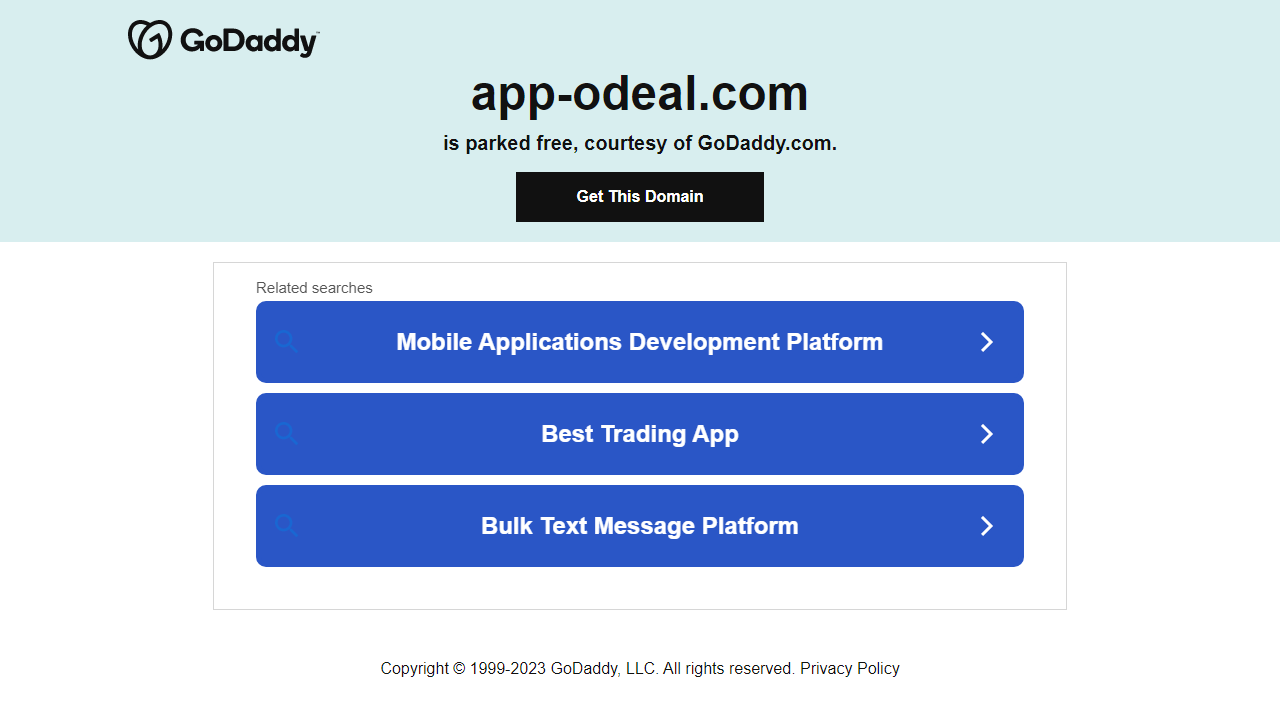 GoDaddy™
app-odeal.com
is parked free, courtesy of GoDaddy.com.
Get This Domain
Related searches
Mobile Applications Development Platform
Best Trading App
Bulk Text Message Platform
Copyright © 1999-2023 GoDaddy, LLC. All rights reserved. Privacy Policy